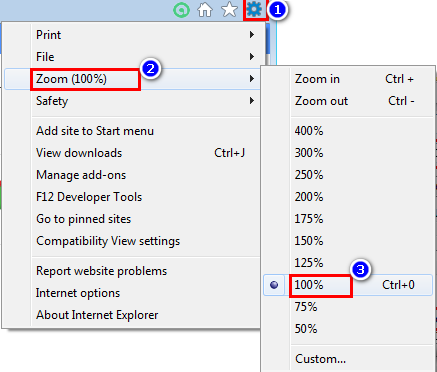 1
Print
File
Zoom (100%)
2
Safety
Add site to Start menu
View downloads Ctrl+J
Manage add-ons
F12 Developer Tools
Go to pinned sites
Compatibility View settings
Report website problems
Internet options
About Internet Explorer
Zoom in Ctrl +
Zoom out Ctrl -
400%
300%
250%
200%
175%
150%
125%
3
100% Ctrl+0
75%
50%
Custom...